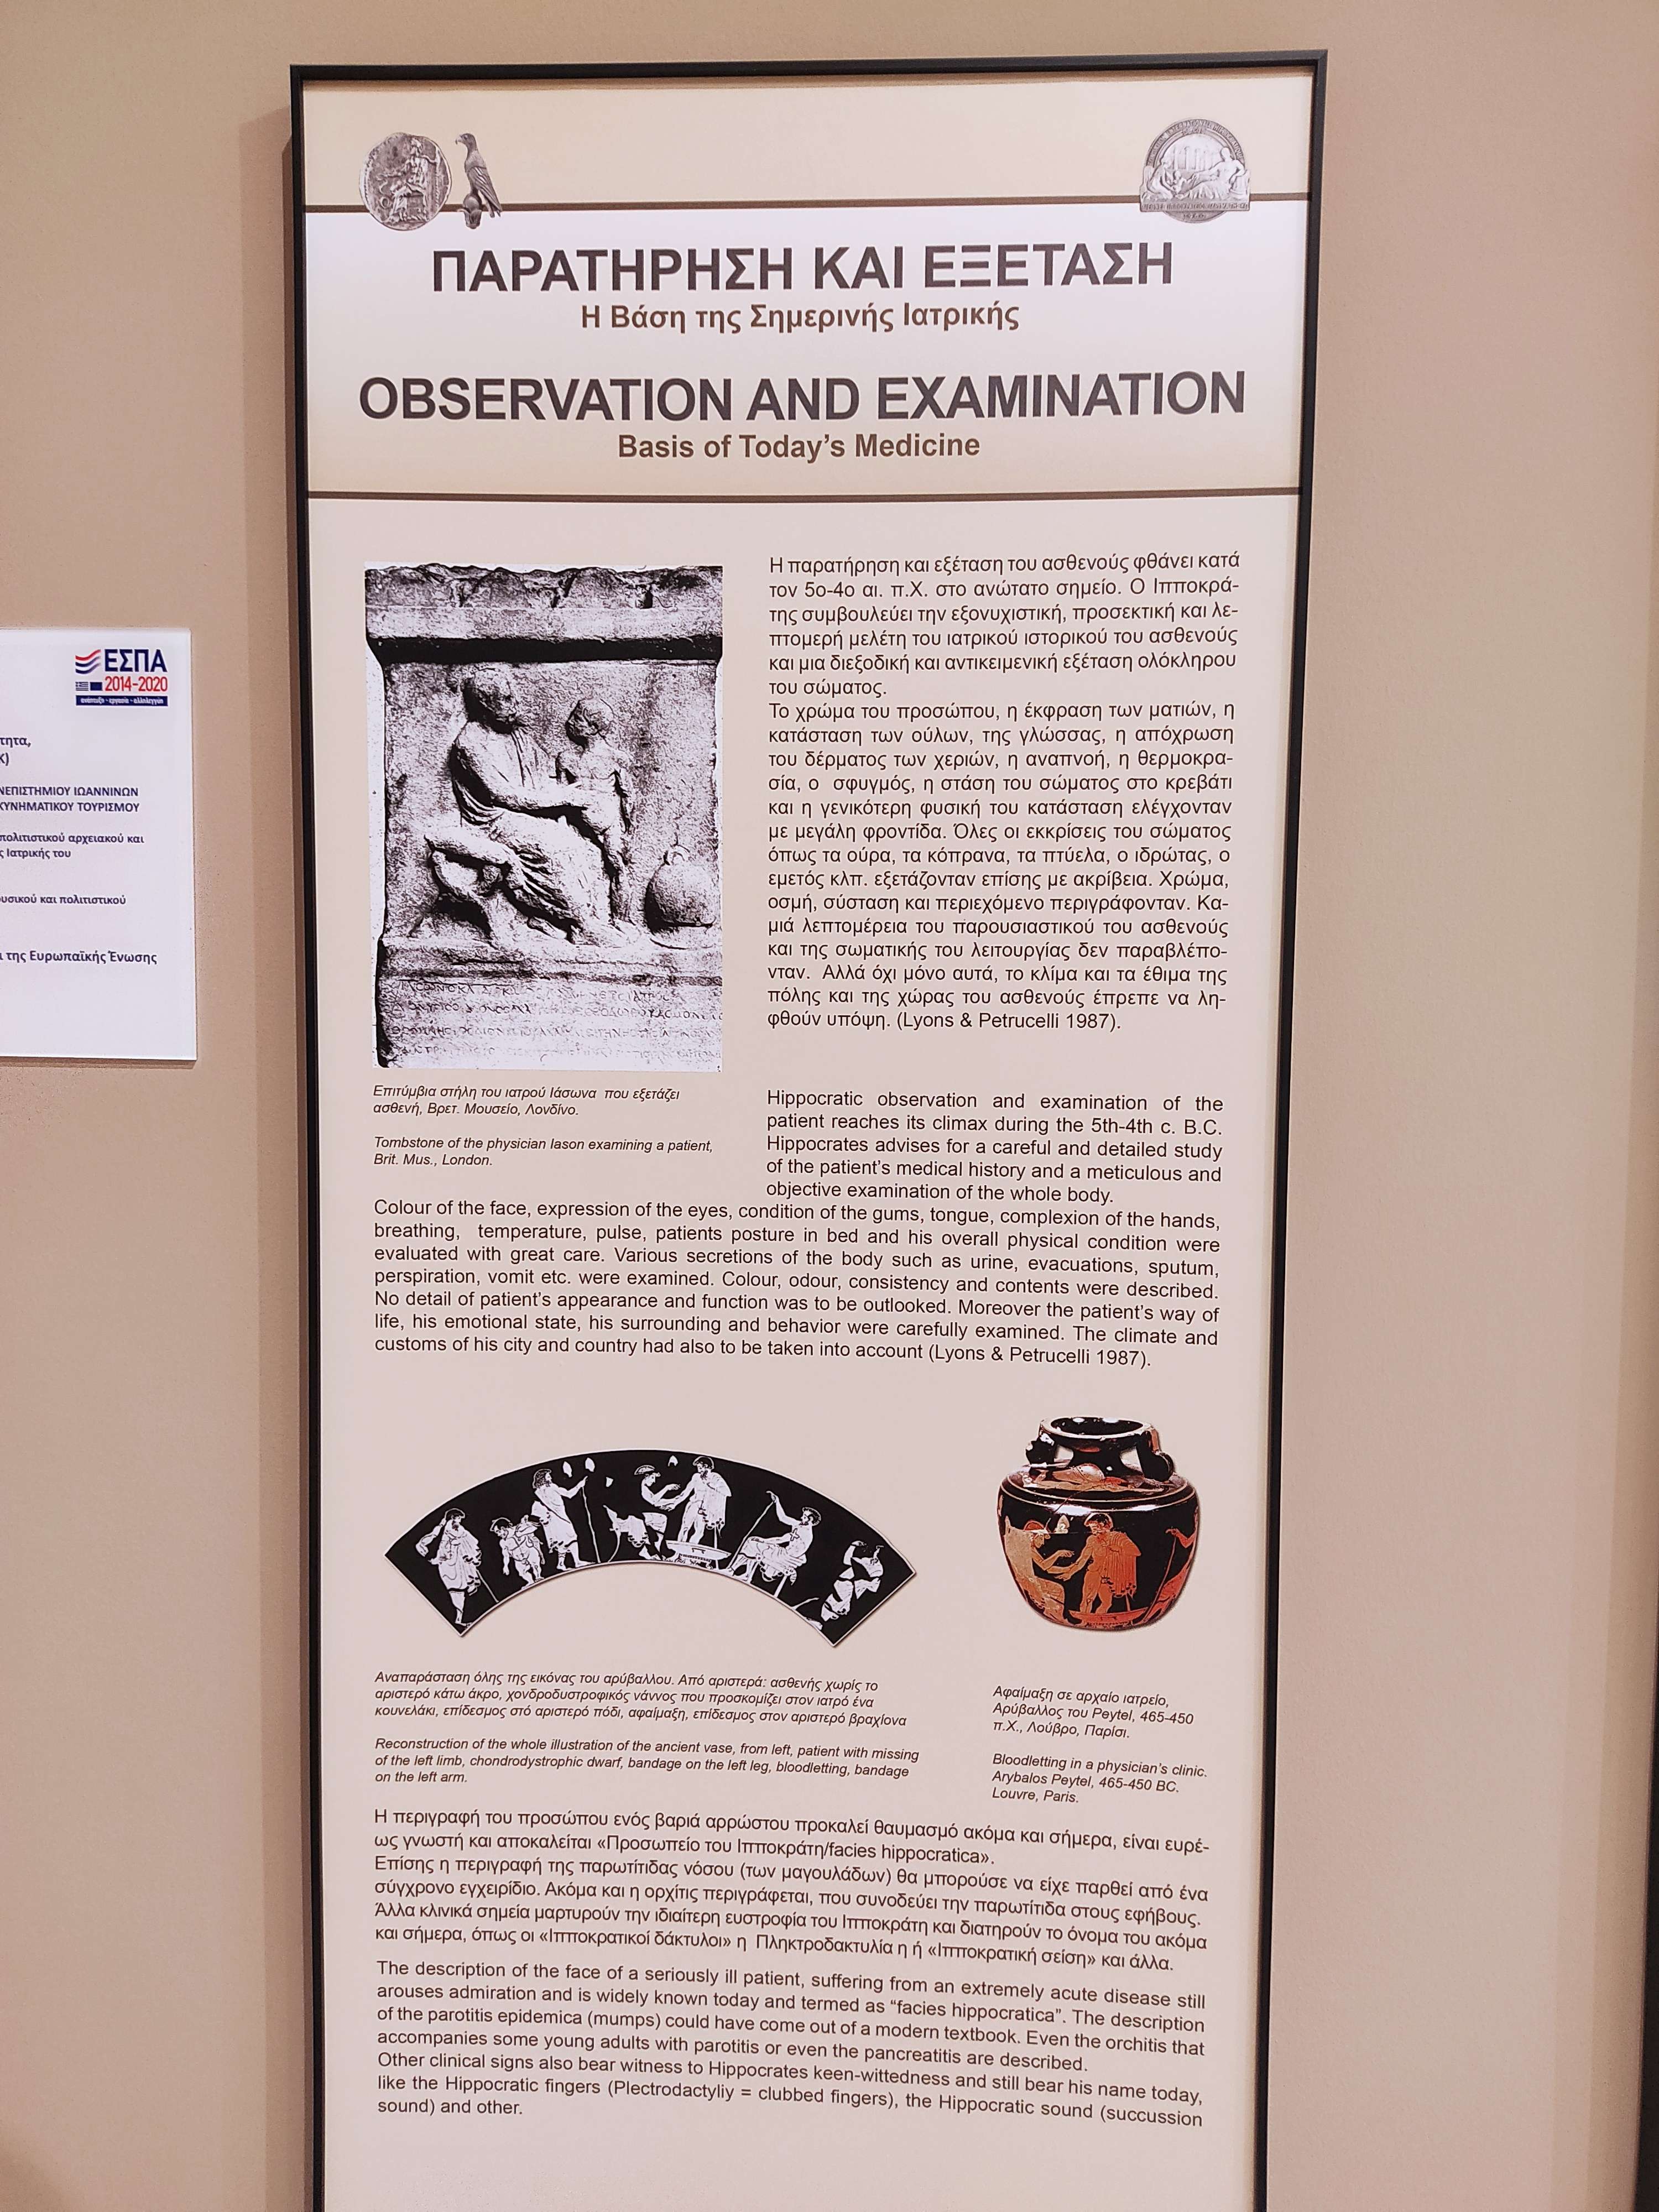 ΠΑΡΑΤΗΡΗΣΗ ΚΑΙ ΕΞΕΤΑΣΗ
Η Βάση της Σημερινής Ιατρικής
OBSERVATION AND EXAMINATION
Basis of Today's Medicine
Η παρατήρηση και εξέταση του ασθενούς φθάνει κατά
τον 5ο-4ο αι. π.Χ. στο ανώτατο σημείο. Ο Ιπποκρά-
της συμβουλεύει την εξονυχιστική, προσεκτική και λε-
πτομερή μελέτη του ιατρικού ιστορικού του ασθενούς
και μια διεξοδική και αντικειμενική εξέταση ολόκληρου
του σώματος.
Το χρώμα του προσώπου, η έκφραση των ματιών, η
κατάσταση των ούλων, της γλώσσας, η απόχρωση
του δέρματος των χεριών, η αναπνοή, η θερμοκρα-
σία, ο σφυγμός, η στάση του σώματος στο κρεβάτι
και η γενικότερη φυσική του κατάσταση ελέγχονταν
με μεγάλη φροντίδα. Όλες οι εκκρίσεις του σώματος
όπως τα ούρα, τα κόπρανα, τα πτύελα, ο ιδρώτας, ο
εμετός κλπ. εξετάζονταν επίσης με ακρίβεια. Χρώμα,
οσμή, σύσταση και περιεχόμενο περιγράφονταν. Κα-
μιά λεπτομέρεια του παρουσιαστικού του ασθενούς
και της σωματικής του λειτουργίας δεν παραβλέπο-
νταν. Αλλά όχι μόνο αυτά, το κλίμα και τα έθιμα της
πόλης και της χώρας του ασθενούς έπρεπε να λη-
φθούν υπόψη. (Lyons & Petrucelli 1987).
Επιτύμβια στήλη του ιατρού Ιάσωνα που εξετάζει
ασθενή, Βρετ. Μουσείο, Λονδίνο.
Tombstone of the physician Iason examining a patient,
Brit. Mus., London.
Hippocratic observation and examination of the
patient reaches its climax during the 5th-4th c. B.C.
Hippocrates advises for a careful and detailed study
of the patient's medical history and a meticulous and
objective examination of the whole body.
Colour of the face, expression of the eyes, condition of the gums, tongue, complexion of the hands,
breathing, temperature, pulse, patients posture in bed and his overall physical condition were
evaluated with great care. Various secretions of the body such as urine, evacuations, sputum,
perspiration, vomit etc. were examined. Colour, odour, consistency and contents were described.
No detail of patient's appearance and function was to be outlooked. Moreover the patient's way of
life, his emotional state, his surrounding and behavior were carefully examined. The climate and
customs of his city and country had also to be taken into account (Lyons & Petrucelli 1987).
Αναπαράσταση όλης της εικόνας του αρύβαλλου. Από αριστερά: ασθενής χωρίς το
αριστερό κάτω άκρο, χονδροδυστροφικός νάννος που προσκομίζει στον ιατρό ένα
κουνελάκι, επίδεσμος στό αριστερό πόδι, αφαίμαξη, επίδεσμος στον αριστερό βραχίονα
Reconstruction of the whole illustration of the ancient vase, from left, patient with missing
of the left limb, chondrodystrophic dwarf, bandage on the left leg, bloodletting, bandage
on the left arm.
Αφαίμαξη σε αρχαίο ιατρείο,
Αρύβαλλος του Peytel, 465-450
π.Χ., Λούβρο, Παρίσι.
Bloodletting in a physician's clinic.
Arybalos Peytel, 465-450 BC.
Louvre, Paris.
Η περιγραφή του προσώπου ενός βαριά αρρώστου προκαλεί θαυμασμό ακόμα και σήμερα, είναι ευρέ-
ως γνωστή και αποκαλείται «Προσωπείο του Ιπποκράτη/facies hippocratica».
Επίσης η περιγραφή της παρωτίτιδας νόσου (των μαγουλάδων) θα μπορούσε να είχε παρθεί από ένα
σύγχρονο εγχειρίδιο. Ακόμα και η ορχίτις περιγράφεται, που συνοδεύει την παρωτίτιδα στους εφήβους.
Άλλα κλινικά σημεία μαρτυρούν την ιδιαίτερη ευστροφία του Ιπποκράτη και διατηρούν το όνομα του ακόμα
και σήμερα, όπως οι «Ιπποκρατικοί δάκτυλοι» η Πληκτροδακτυλία η ή «Ιπποκρατική σείση» και άλλα.
The description of the face of a seriously ill patient, suffering from an extremely acute disease still
arouses admiration and is widely known today and termed as “facies hippocratica”. The description
of the parotitis epidemica (mumps) could have come out of a modern textbook. Even the orchitis that
accompanies some young adults with parotitis or even the pancreatitis are described.
Other clinical signs also bear witness to Hippocrates keen-wittedness and still bear his name today,
like the Hippocratic fingers (Plectrodactyliy = clubbed fingers), the Hippocratic sound (succussion
sound) and other.
ΕΣΠΑ
2014-2020
ανάπτυξη - εργασία - αλληλεγγύη
ΙΩΑΝΝΙΝΩΝ
ΤΟΥΡΙΣΜΟΥ
πολιτιστικού αρχειακού και
Ιατρικής του
και πολιτιστικού
της Ευρωπαϊκής Ένωσης